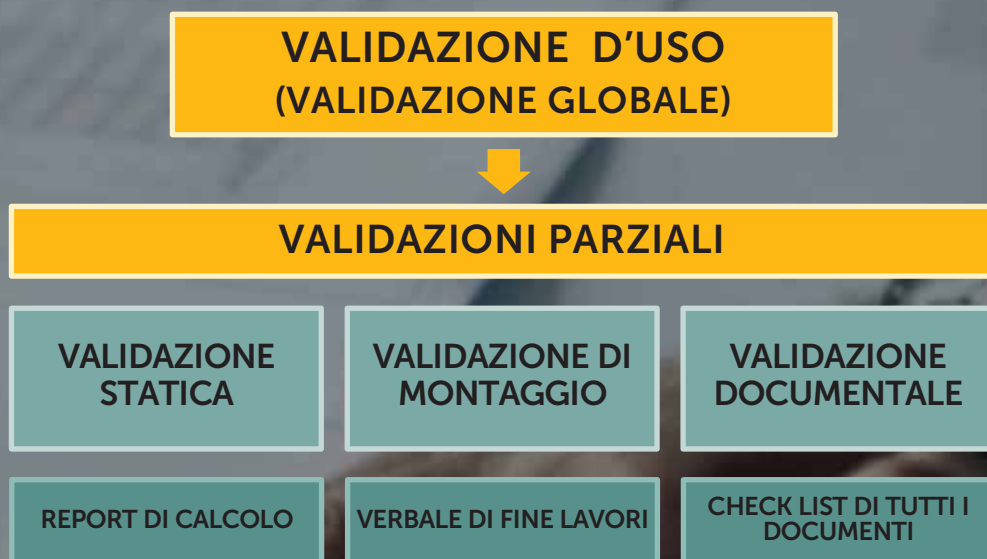 VALIDAZIONE D’USO
(VALIDAZIONE GLOBALE)
VALIDAZIONI PARZIALI
VALIDAZIONE
STATICA
VALIDAZIONE DI
MONTAGGIO
VALIDAZIONE
DOCUMENTALE
REPORT DI CALCOLO
VERBALE DI FINE LAVORI
CHECK LIST DI TUTTI I
DOCUMENTI